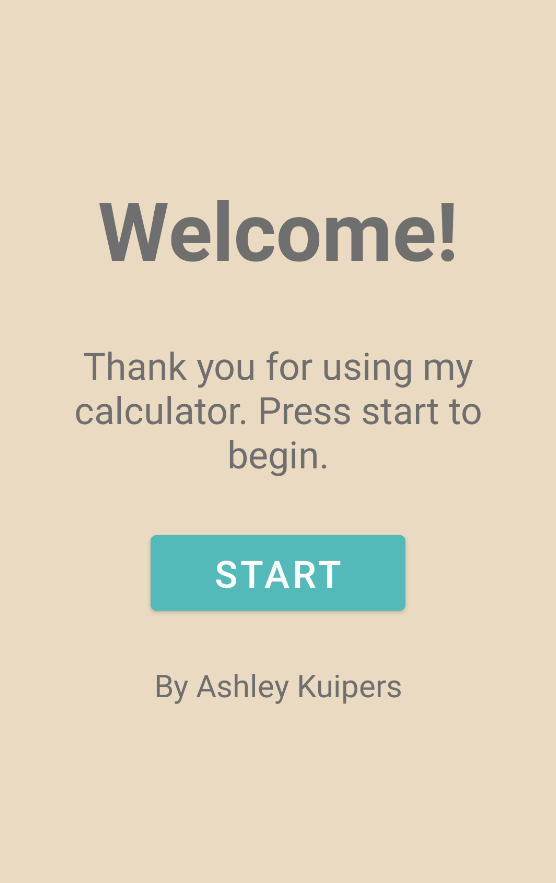 Welcome!
Thank you for using my
calculator. Press start to
begin.
START
By Ashley Kuipers